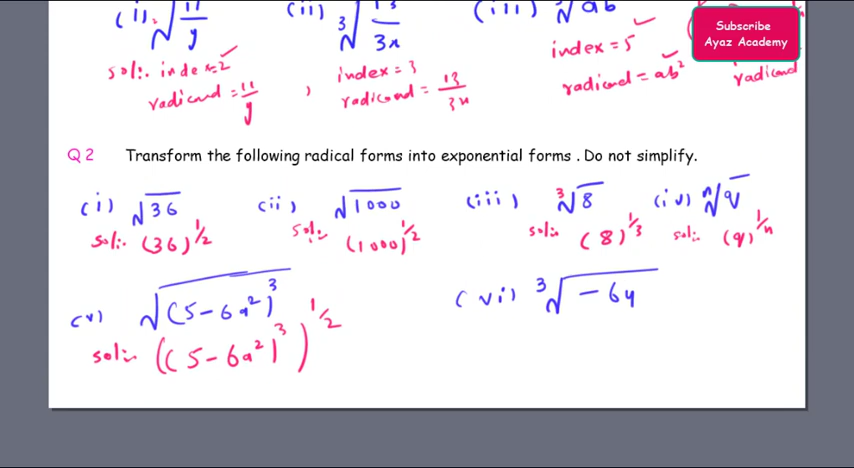 (i) √11/y (ii) ³√13/3x (iii) ⁵√ab²
Subscribe
Ayaz Academy
sol:. index=2
radicand = 11/y ,
index = 3
radicand = 13/3x
index = 5
radicand = ab²
radicand
Q 2 Transform the following radical forms into exponential forms . Do not simplify.
(i) √36 (ii) √1000 (iii) ³√8 (iv) ⁿ√q
sol:. (36)^1/2 sol:. (1000)^1/2 sol:. (8)^1/3 sol:. (q)^1/n
(v) √(5-6a²)³ (vi) ³√-64
sol:. ((5-6a²)³)^1/2